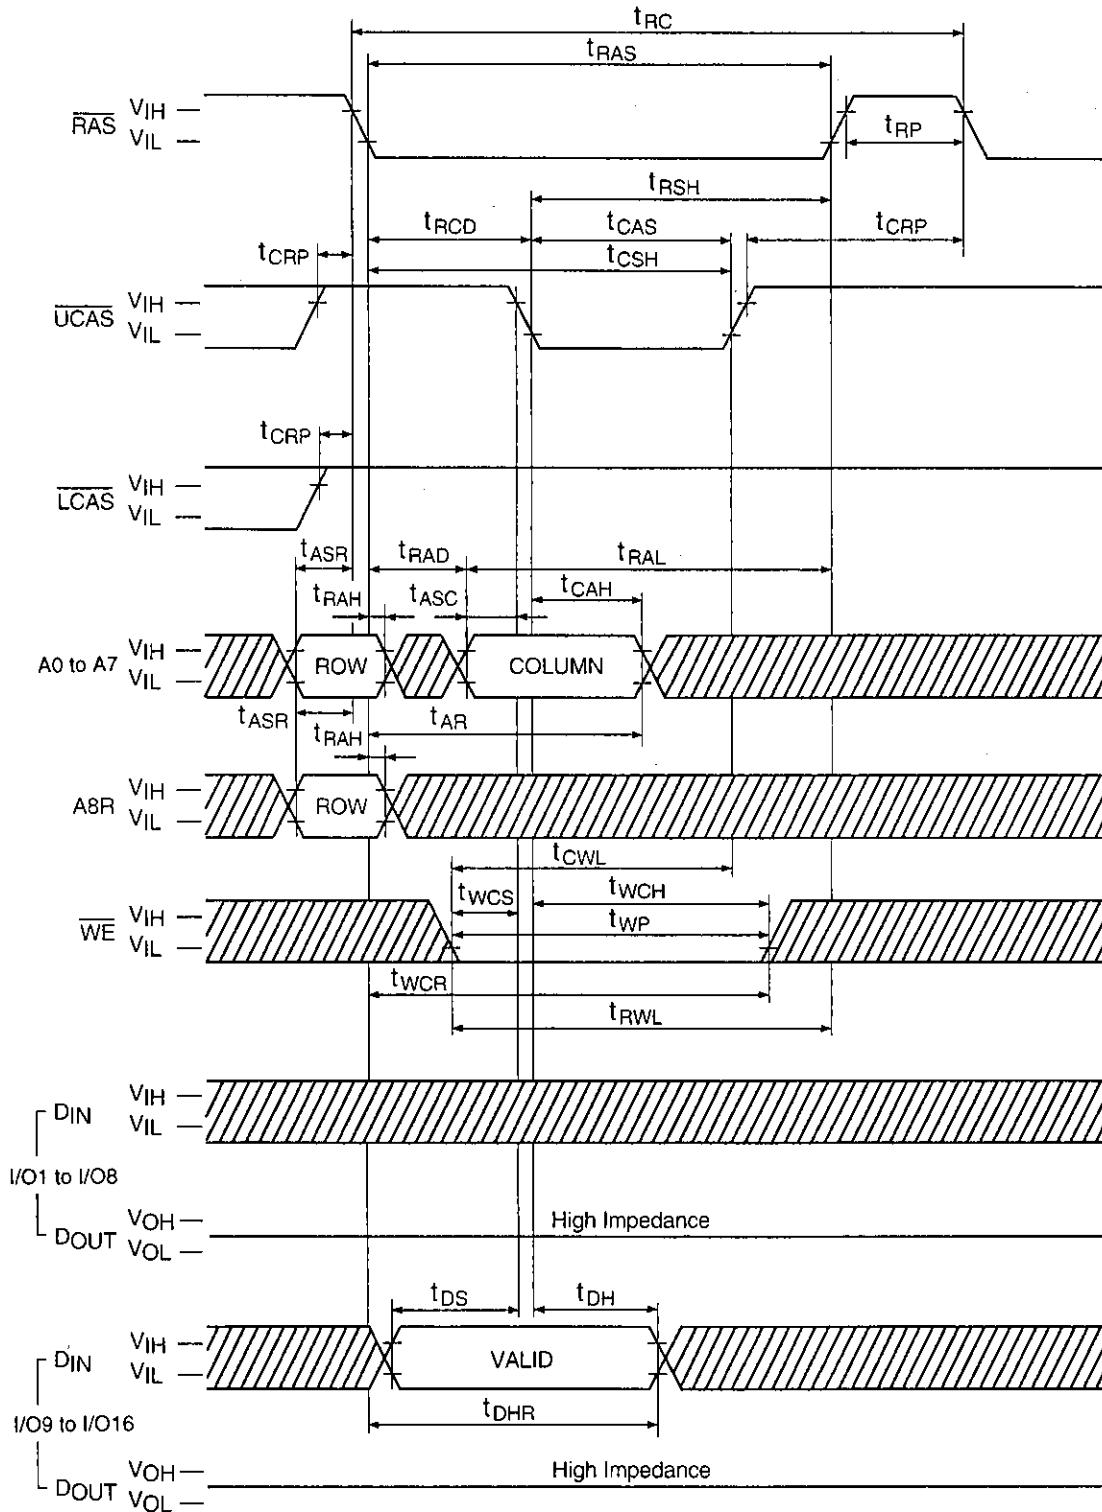 tRC
tRAS
RAS VIH
VIL
tRP
tRSH
tRCD tCAS tCRP
tCRP tCSH
UCAS VIH
VIL
tCRP
LCAS VIH
VIL
tASR tRAD tRAL
tRAH tASC tCAH
A0 to A7 VIH
VIL
ROW COLUMN
tASR tAR
tRAH
A8R VIH
VIL
ROW
tCWL
tWCS tWCH
WE VIH
VIL
tWP
tWCR
tRWL
DIN VIH
VIL
I/O1 to I/O8
DOUT VOH
VOL
High Impedance
tDS tDH
DIN VIH
VIL
VALID
I/O9 to I/O16
tDHR
DOUT VOH
VOL
High Impedance